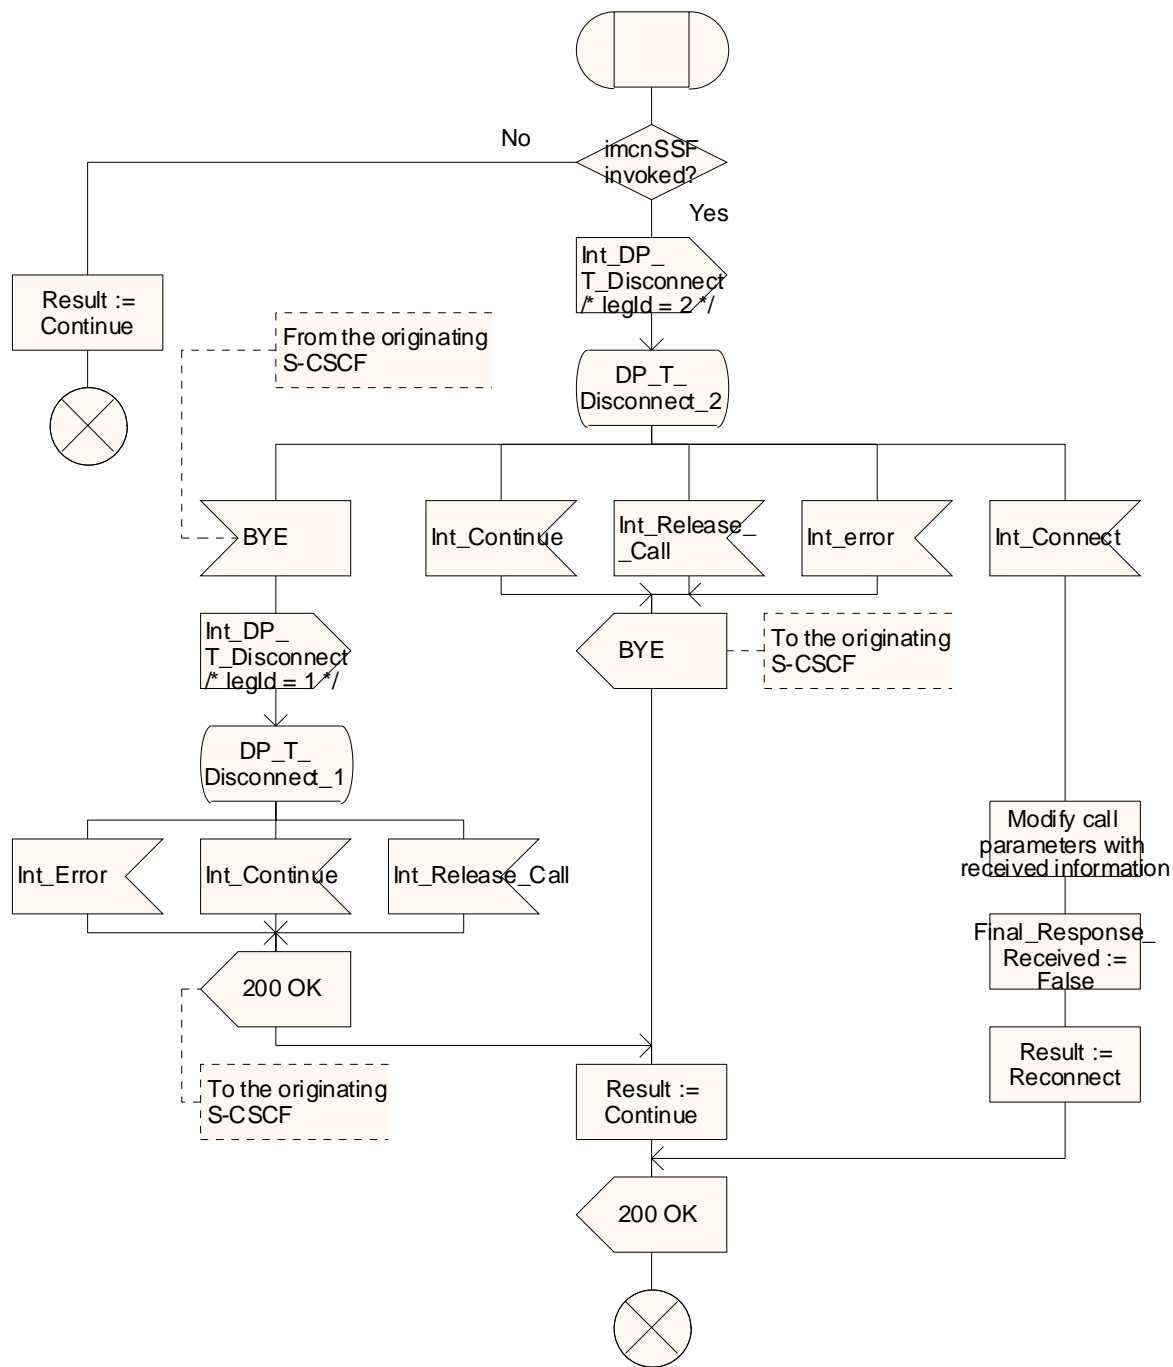 No
imcnSSF
invoked?
Yes
Int_DP_
T_Disconnect
/* legId = 2 */
Result :=
Continue
From the originating
S-CSCF
DP_T_
Disconnect_2
BYE
Int_Continue
Int_Release_
_Call
Int_error
Int_Connect
Int_DP_
T_Disconnect
/* legId = 1 */
BYE
To the originating
S-CSCF
DP_T_
Disconnect_1
Int_Error
Int_Continue
Int_Release_Call
Modify call
parameters with
received information
Final_Response_
Received :=
False
200 OK
To the originating
S-CSCF
Result :=
Continue
Result :=
Reconnect
200 OK